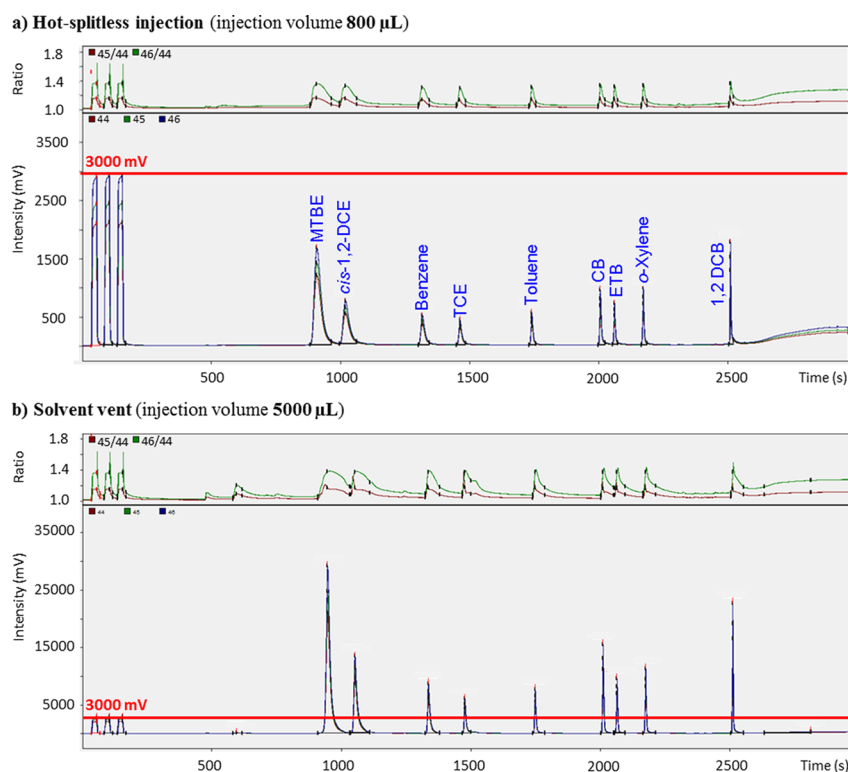 a) Hot-splitless injection (injection volume 800 µL)
1.8
45/44 46/44
Ratio
1.4
1.0
44 45 46
3500
3000 mV
Intensity (mV)
2500
1500
500
MTBE
cis-1,2-DCE
Benzene
TCE
Toluene
CB
ETB
o-Xylene
1,2 DCB
500 1000 1500 2000 2500 Time (s)
b) Solvent vent (injection volume 5000 µL)
1.8
45/44 46/44
Ratio
1.4
1.0
44 45 46
35000
Intensity (mV)
25000
15000
5000
3000 mV
500 1000 1500 2000 2500 Time (s)